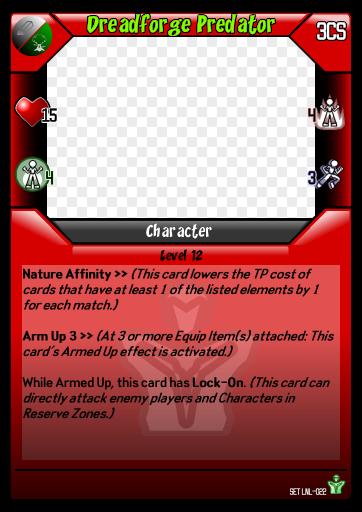 Dreadforge Predator
3CS
15
4
4
3
Character
Level 12
Nature Affinity >> (This card lowers the TP cost of
cards that have at least 1 of the listed elements by 1
for each match.)
Arm Up 3 >> (At 3 or more Equip Item(s) attached: This
card's Armed Up effect is activated.)
While Armed Up, this card has Lock-On. (This card can
directly attack enemy players and Characters in
Reserve Zones.)
SET LNL-022